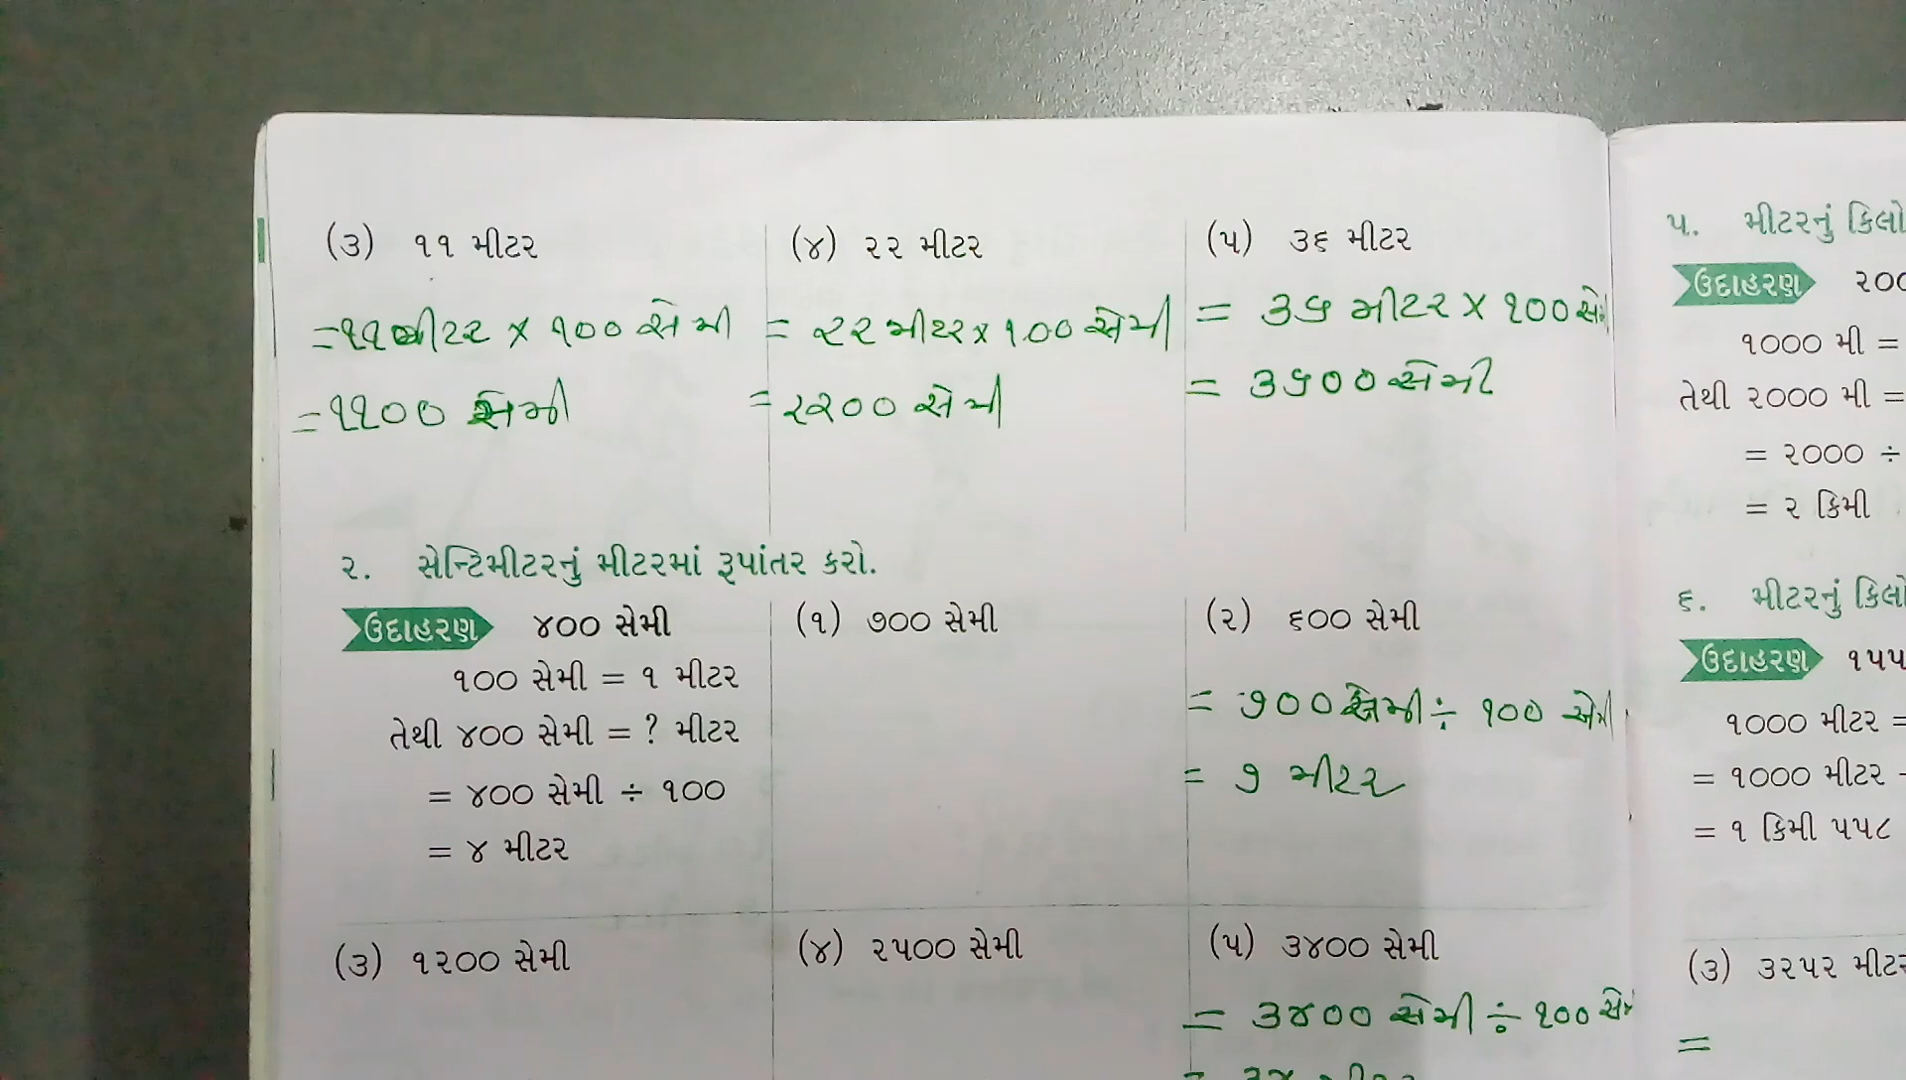 (૩) ૧૧ મીટર
(૪) ૨૨ મીટર
(૫) ૩૬ મીટર
= ૧૧ મીટર × ૧૦૦ સેમી
= ૨૨ મીટર × ૧૦૦ સેમી
= ૩૬ મીટર × ૧૦૦
= ૧૧૦૦ સેમી
= ૨૨૦૦ સેમી
= ૩૬૦૦ સેમી
૨. સેન્ટિમીટરનું મીટરમાં રૂપાંતર કરો.
ઉદાહરણ ૪૦૦ સેમી
૧૦૦ સેમી = ૧ મીટર
તેથી ૪૦૦ સેમી = ? મીટર
= ૪૦૦ સેમી ÷ ૧૦૦
= ૪ મીટર
(૧) ૭૦૦ સેમી
(૨) ૬૦૦ સેમી
= ૭૦૦ સેમી ÷ ૧૦૦ સેમી
= ૭ મીટર
(૩) ૧૨૦૦ સેમી
(૪) ૨૫૦૦ સેમી
(૫) ૩૪૦૦ સેમી
= ૩૪૦૦ સેમી ÷ ૧૦૦
૫. મીટરનું
ઉદાહરણ
૧૦૦૦ મી =
તેથી ૨૦૦૦ મી =
= ૨૦૦૦ ÷
= ૨ કિમી
૬. મીટરનું
ઉદાહરણ
૧૦૦૦ મીટર =
= ૧૦૦૦ મીટર
= ૧ કિમી ૫૫૮
(૩) ૩૨૫૨ મીટર
=